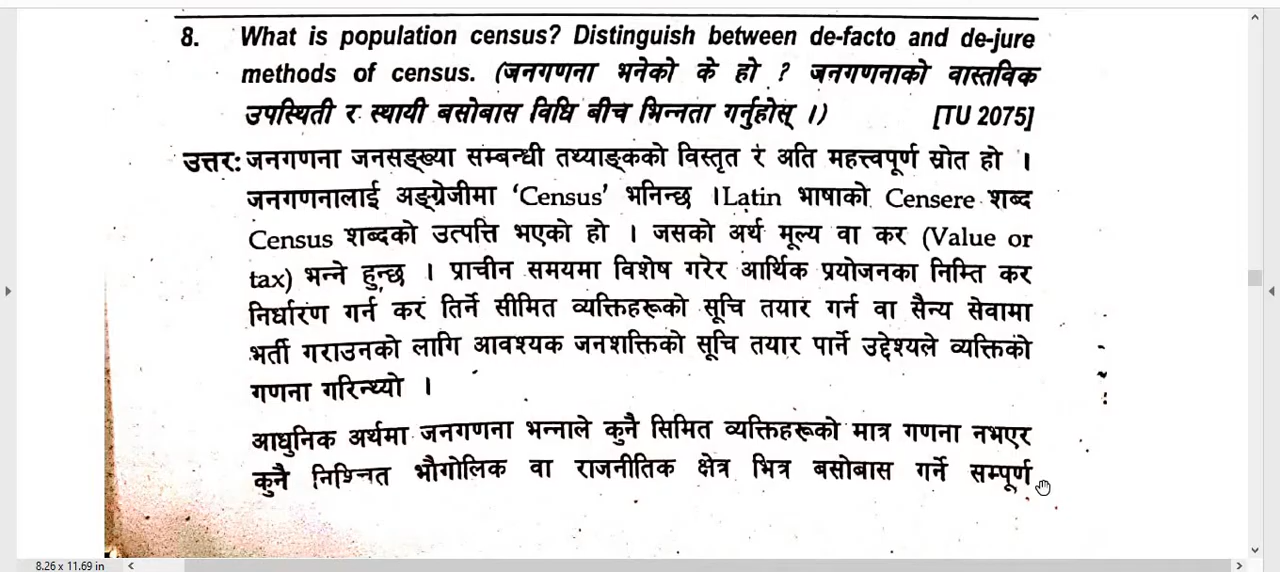 8. What is population census? Distinguish between de-facto and de-jure
methods of census. (जनगणना भनेको के हो ? जनगणनाको वास्तविक
उपस्थिती र स्थायी बसोबास विधि बीच भिन्नता गर्नुहोस् ।) [TU 2075]
उत्तरः जनगणना जनसङ्ख्या सम्बन्धी तथ्याङ्कको विस्तृत र अति महत्त्वपूर्ण स्रोत हो ।
जनगणनालाई अङ्ग्रेजीमा ‘Census’ भनिन्छ ।Latin भाषाको Censere शब्द
Census शब्दको उत्पत्ति भएको हो । जसको अर्थ मूल्य वा कर (Value or
tax) भन्ने हुन्छ । प्राचीन समयमा विशेष गरेर आर्थिक प्रयोजनका निम्ति कर
निर्धारण गर्न कर तिर्ने सीमित व्यक्तिहरूको सूचि तयार गर्न वा सैन्य सेवामा
भर्ती गराउनको लागि आवश्यक जनशक्तिको सूचि तयार पार्ने उद्देश्यले व्यक्तिको
गणना गरिन्थ्यो ।
आधुनिक अर्थमा जनगणना भन्नाले कुनै सिमित व्यक्तिहरूको मात्र गणना नभएर
कुनै निश्चित भौगोलिक वा राजनीतिक क्षेत्र भित्र बसोबास गर्ने सम्पूर्ण
8.26 x 11.69 in